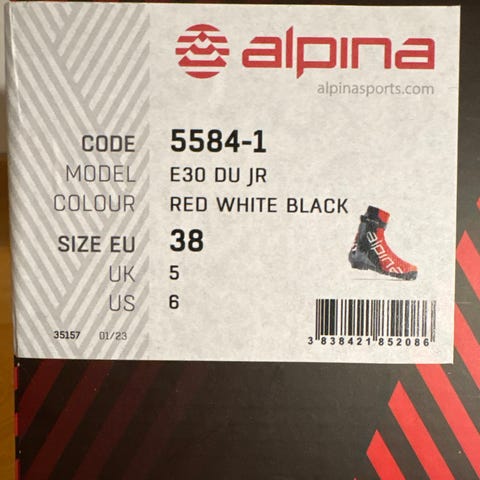 alpina
alpinasports.com
CODE 5584-1
MODEL E30 DU JR
COLOUR RED WHITE BLACK
SIZE EU 38
UK 5
US 6
alpina
35157 01/23
3 838421 852086